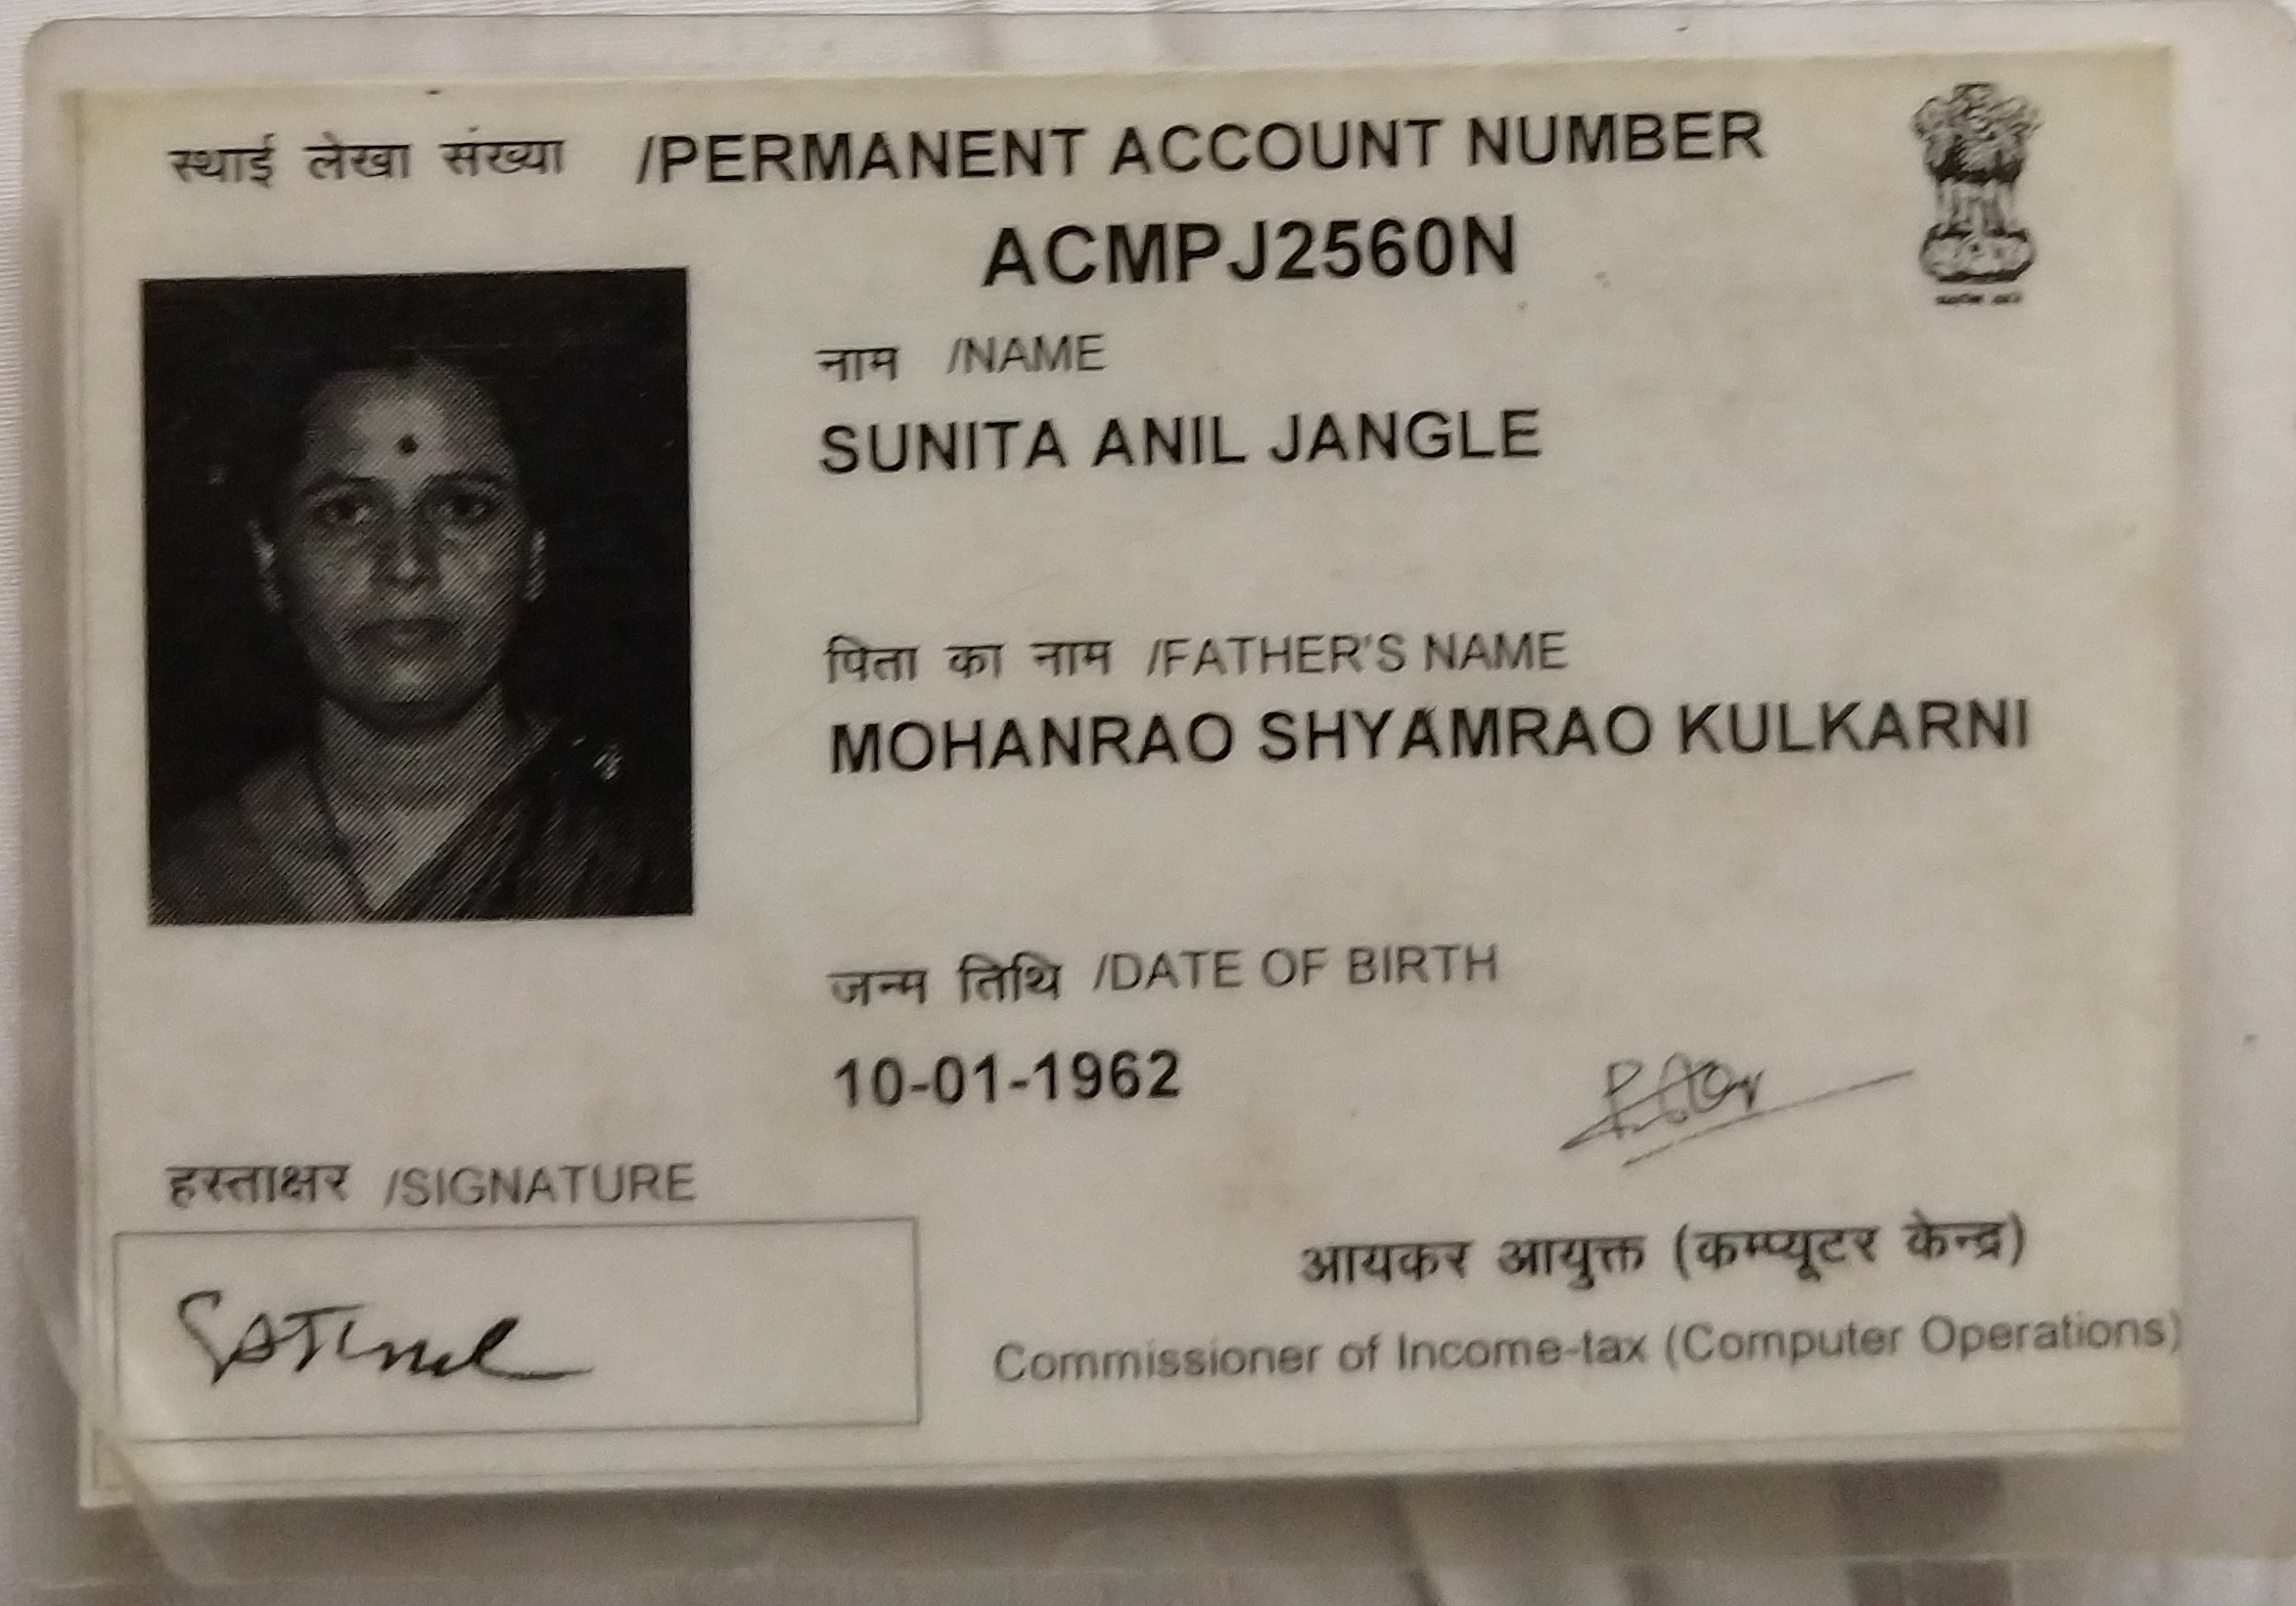 स्थाई लेखा संख्या /PERMANENT ACCOUNT NUMBER
ACMPJ2560N
नाम /NAME
SUNITA ANIL JANGLE
पिता का नाम /FATHER'S NAME
MOHANRAO SHYAMRAO KULKARNI
जन्म तिथि /DATE OF BIRTH
10-01-1962
हस्ताक्षर /SIGNATURE
आयकर आयुक्त (कम्प्यूटर केन्द्र)
Commissioner of Income-tax (Computer Operations)